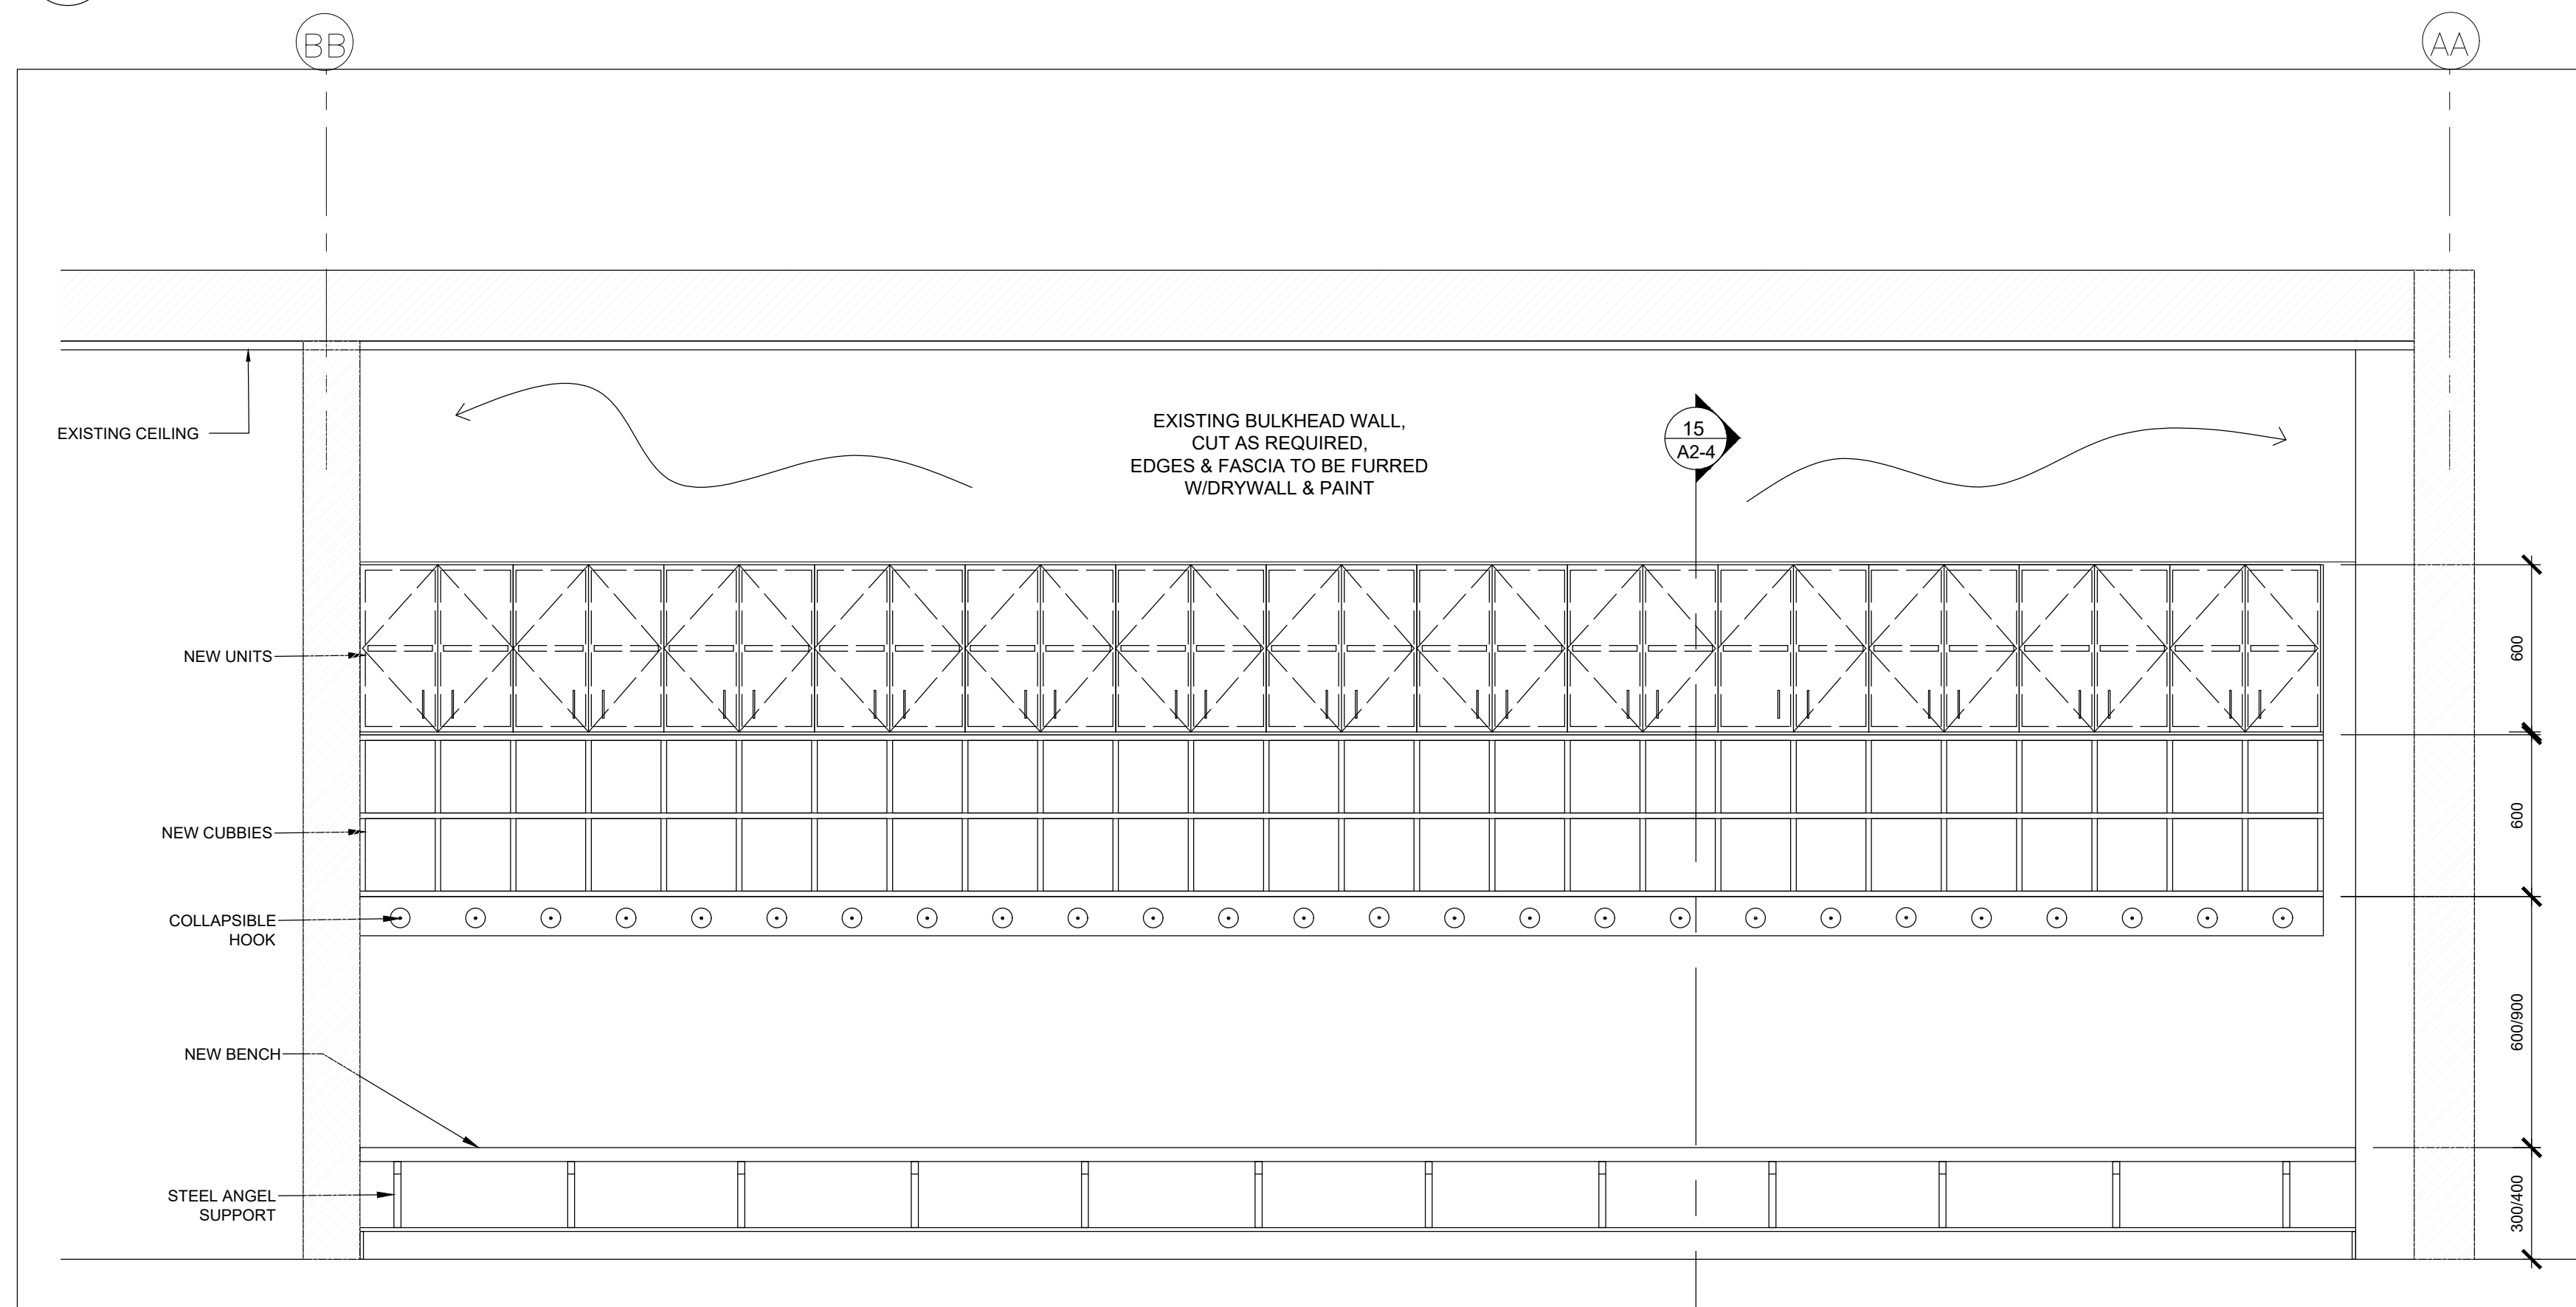 BB
AA
EXISTING CEILING
EXISTING BULKHEAD WALL,
CUT AS REQUIRED,
EDGES & FASCIA TO BE FURRED
W/DRYWALL & PAINT
15
A2-4
NEW UNITS
600
NEW CUBBIES
600
COLLAPSIBLE
HOOK
NEW BENCH
600/900
STEEL ANGEL
SUPPORT
300/400